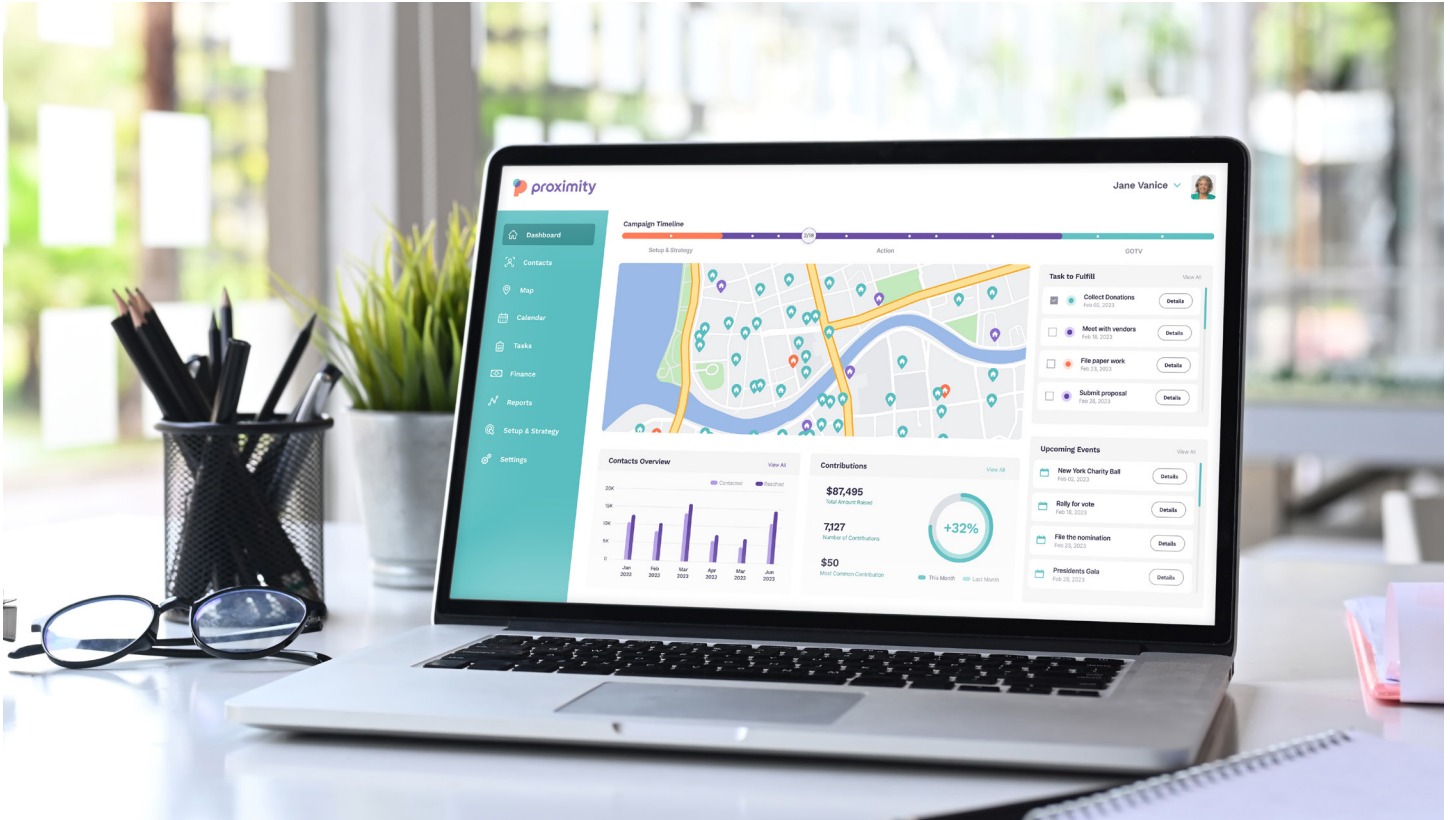 proximity
Jane Vanice
Dashboard
Contacts
Map
Calendar
Tasks
Finance
Reports
Setup & Strategy
Settings
Campaign Timeline
2/18
Setup & Strategy
Action
GOTV
Task to Fulfill
View All
Collect Donations
Details
Feb 02, 2023
Meet with vendors
Details
Feb 18, 2023
File paper work
Details
Feb 23, 2023
Submit proposal
Details
Feb 28, 2023
Contacts Overview
View All
Contacted
Reached
20K
15K
10K
5K
0
Jan 2023
Feb 2023
Mar 2023
Apr 2023
Mar 2023
Jun 2023
Contributions
View All
$87,495
Total Amount Raised
7,127
Number of Contributions
$50
Most Common Contribution
+32%
This Month
Last Month
Upcoming Events
View All
New York Charity Ball
Details
Feb 02, 2023
Rally for vote
Details
Feb 18, 2023
File the nomination
Details
Feb 23, 2023
Presidents Gala
Details
Feb 28, 2023